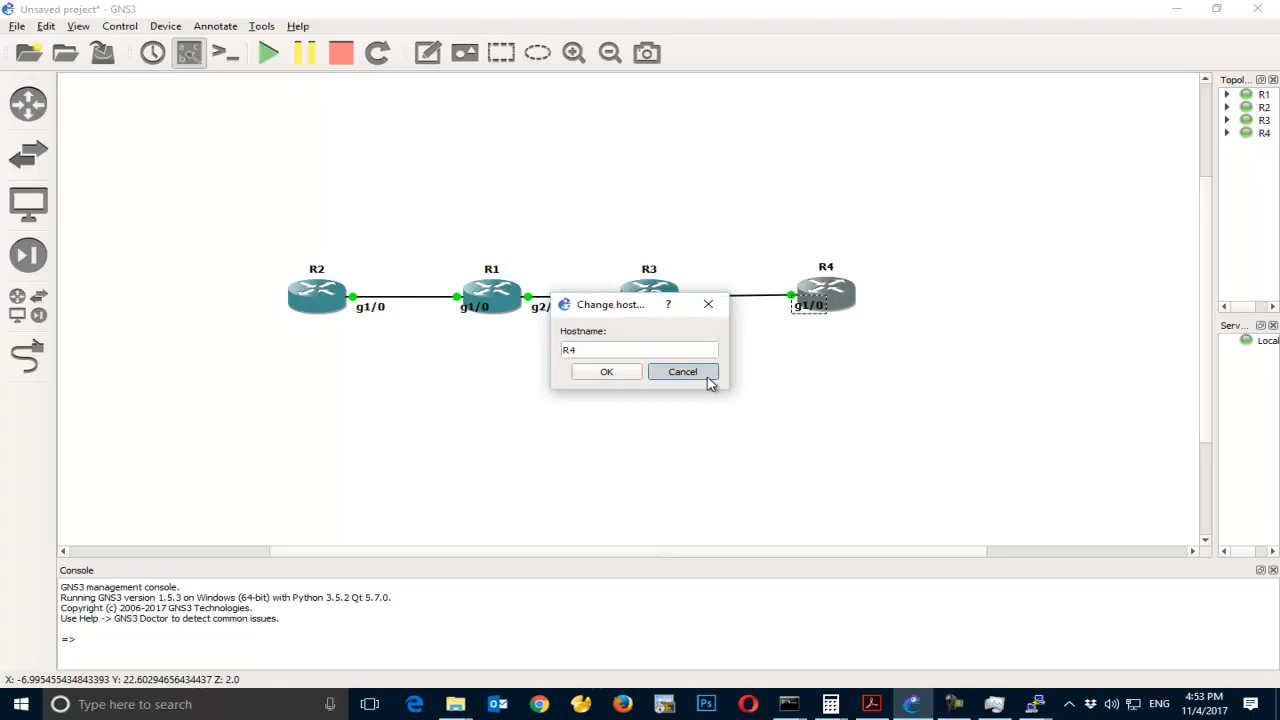 Unsaved project* - GNS3
File Edit View Control Device Annotate Tools Help
Topol...
R1
R2
R3
R4
R2
R1
R3
R4
g1/0
g1/0
g2/
g1/0
Change host...
?
Hostname:
R4
OK
Cancel
Serv...
Local
Console
GNS3 management console.
Running GNS3 version 1.5.3 on Windows (64-bit) with Python 3.5.2 Qt 5.7.0.
Copyright (c) 2006-2017 GNS3 Technologies.
Use Help -> GNS3 Doctor to detect common issues.
=>
X: -6.995455434843393 Y: 22.60294656434437 Z: 2.0
Type here to search
Ps
ENG
4:53 PM
11/4/2017